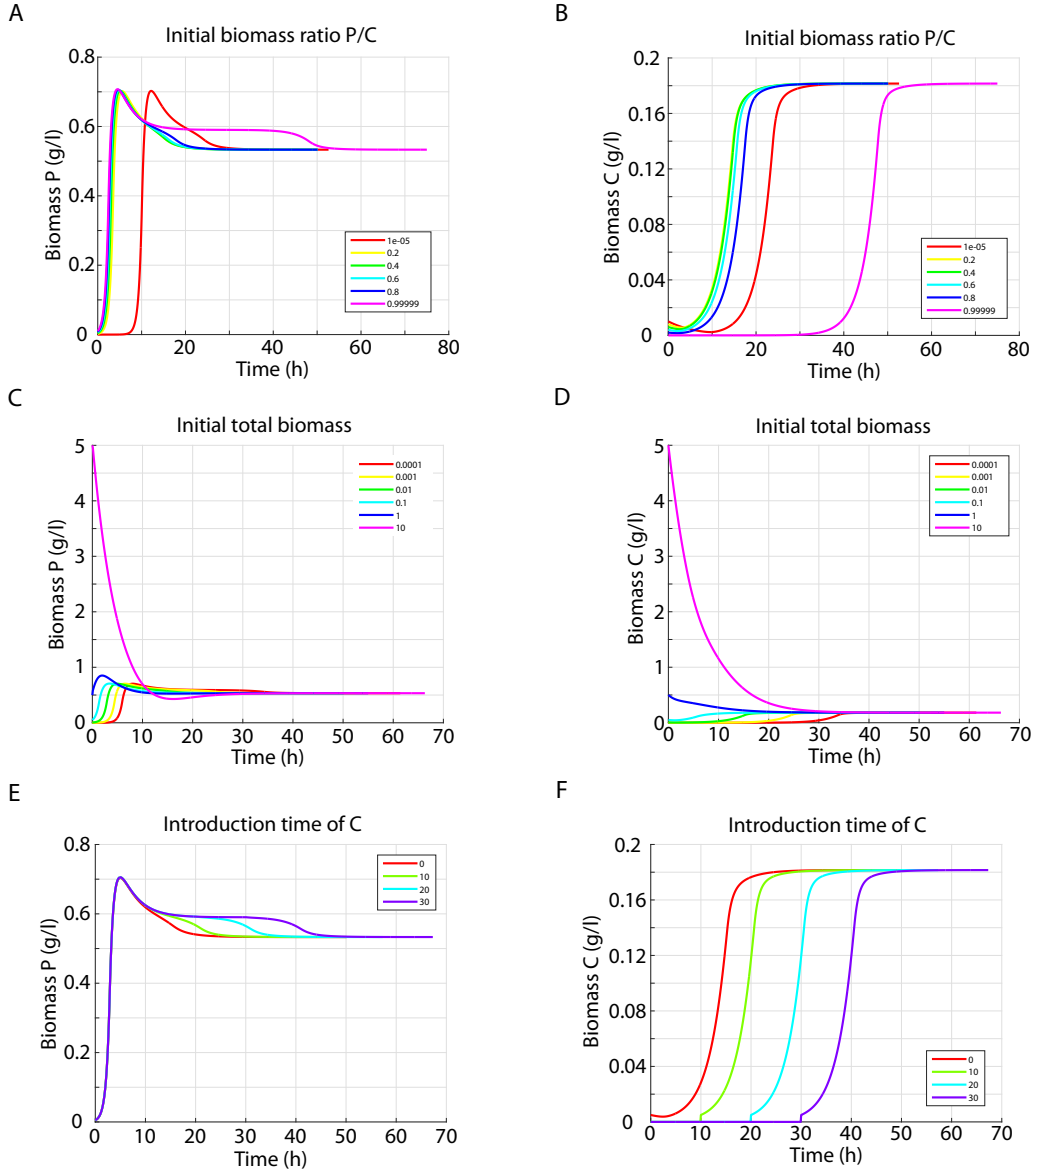 A
Initial biomass ratio P/C
Biomass P (g/l)
0.8
0.6
0.4
0.2
0
0 20 40 60 80
Time (h)
1e-05
0.2
0.4
0.6
0.8
0.99999
B
Initial biomass ratio P/C
Biomass C (g/l)
0.2
0.16
0.12
0.08
0.04
0
0 20 40 60 80
Time (h)
1e-05
0.2
0.4
0.6
0.8
0.99999
C
Initial total biomass
Biomass P (g/l)
5
4
3
2
1
0
0 10 20 30 40 50 60 70
Time (h)
0.0001
0.001
0.01
0.1
1
10
D
Initial total biomass
Biomass C (g/l)
5
4
3
2
1
0
0 10 20 30 40 50 60 70
Time (h)
0.0001
0.001
0.01
0.1
1
10
E
Introduction time of C
Biomass P (g/l)
0.8
0.6
0.4
0.2
0
0 10 20 30 40 50 60 70
Time (h)
0
10
20
30
F
Introduction time of C
Biomass C (g/l)
0.2
0.16
0.12
0.08
0.04
0
0 10 20 30 40 50 60 70
Time (h)
0
10
20
30